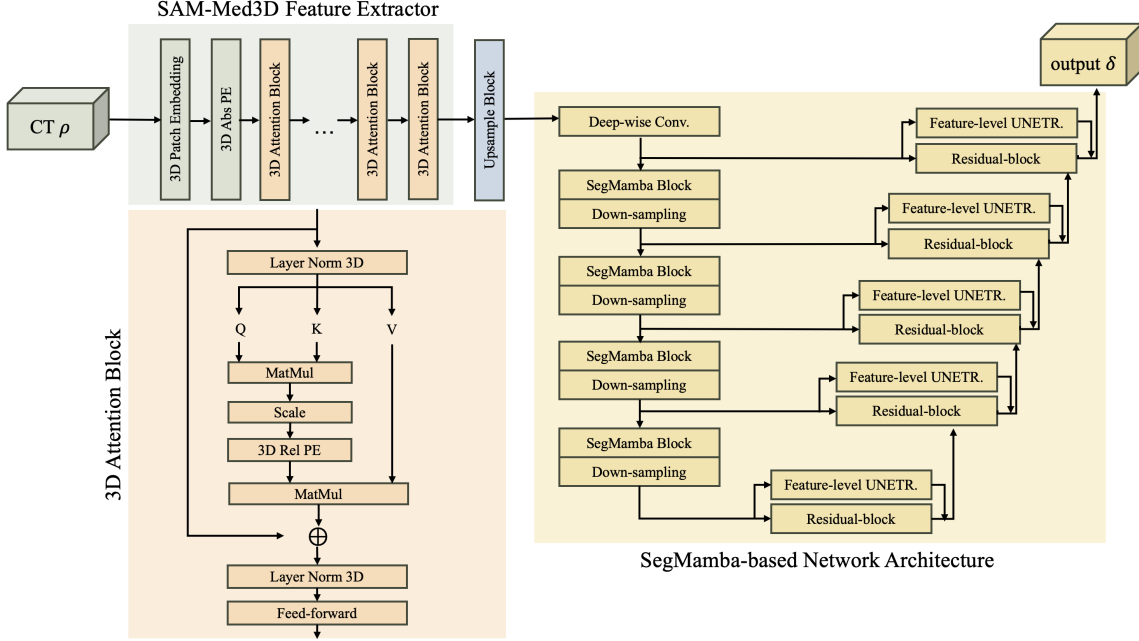 SAM-Med3D Feature Extractor
CT ρ
3D Patch Embedding
3D Abs PE
3D Attention Block
...
3D Attention Block
3D Attention Block
Upsample Block
output δ
Deep-wise Conv.
SegMamba Block
Down-sampling
SegMamba Block
Down-sampling
SegMamba Block
Down-sampling
SegMamba Block
Down-sampling
Feature-level UNETR.
Residual-block
Feature-level UNETR.
Residual-block
Feature-level UNETR.
Residual-block
Feature-level UNETR.
Residual-block
Feature-level UNETR.
Residual-block
SegMamba-based Network Architecture
3D Attention Block
Layer Norm 3D
Q K V
MatMul
Scale
3D Rel PE
MatMul
Layer Norm 3D
Feed-forward